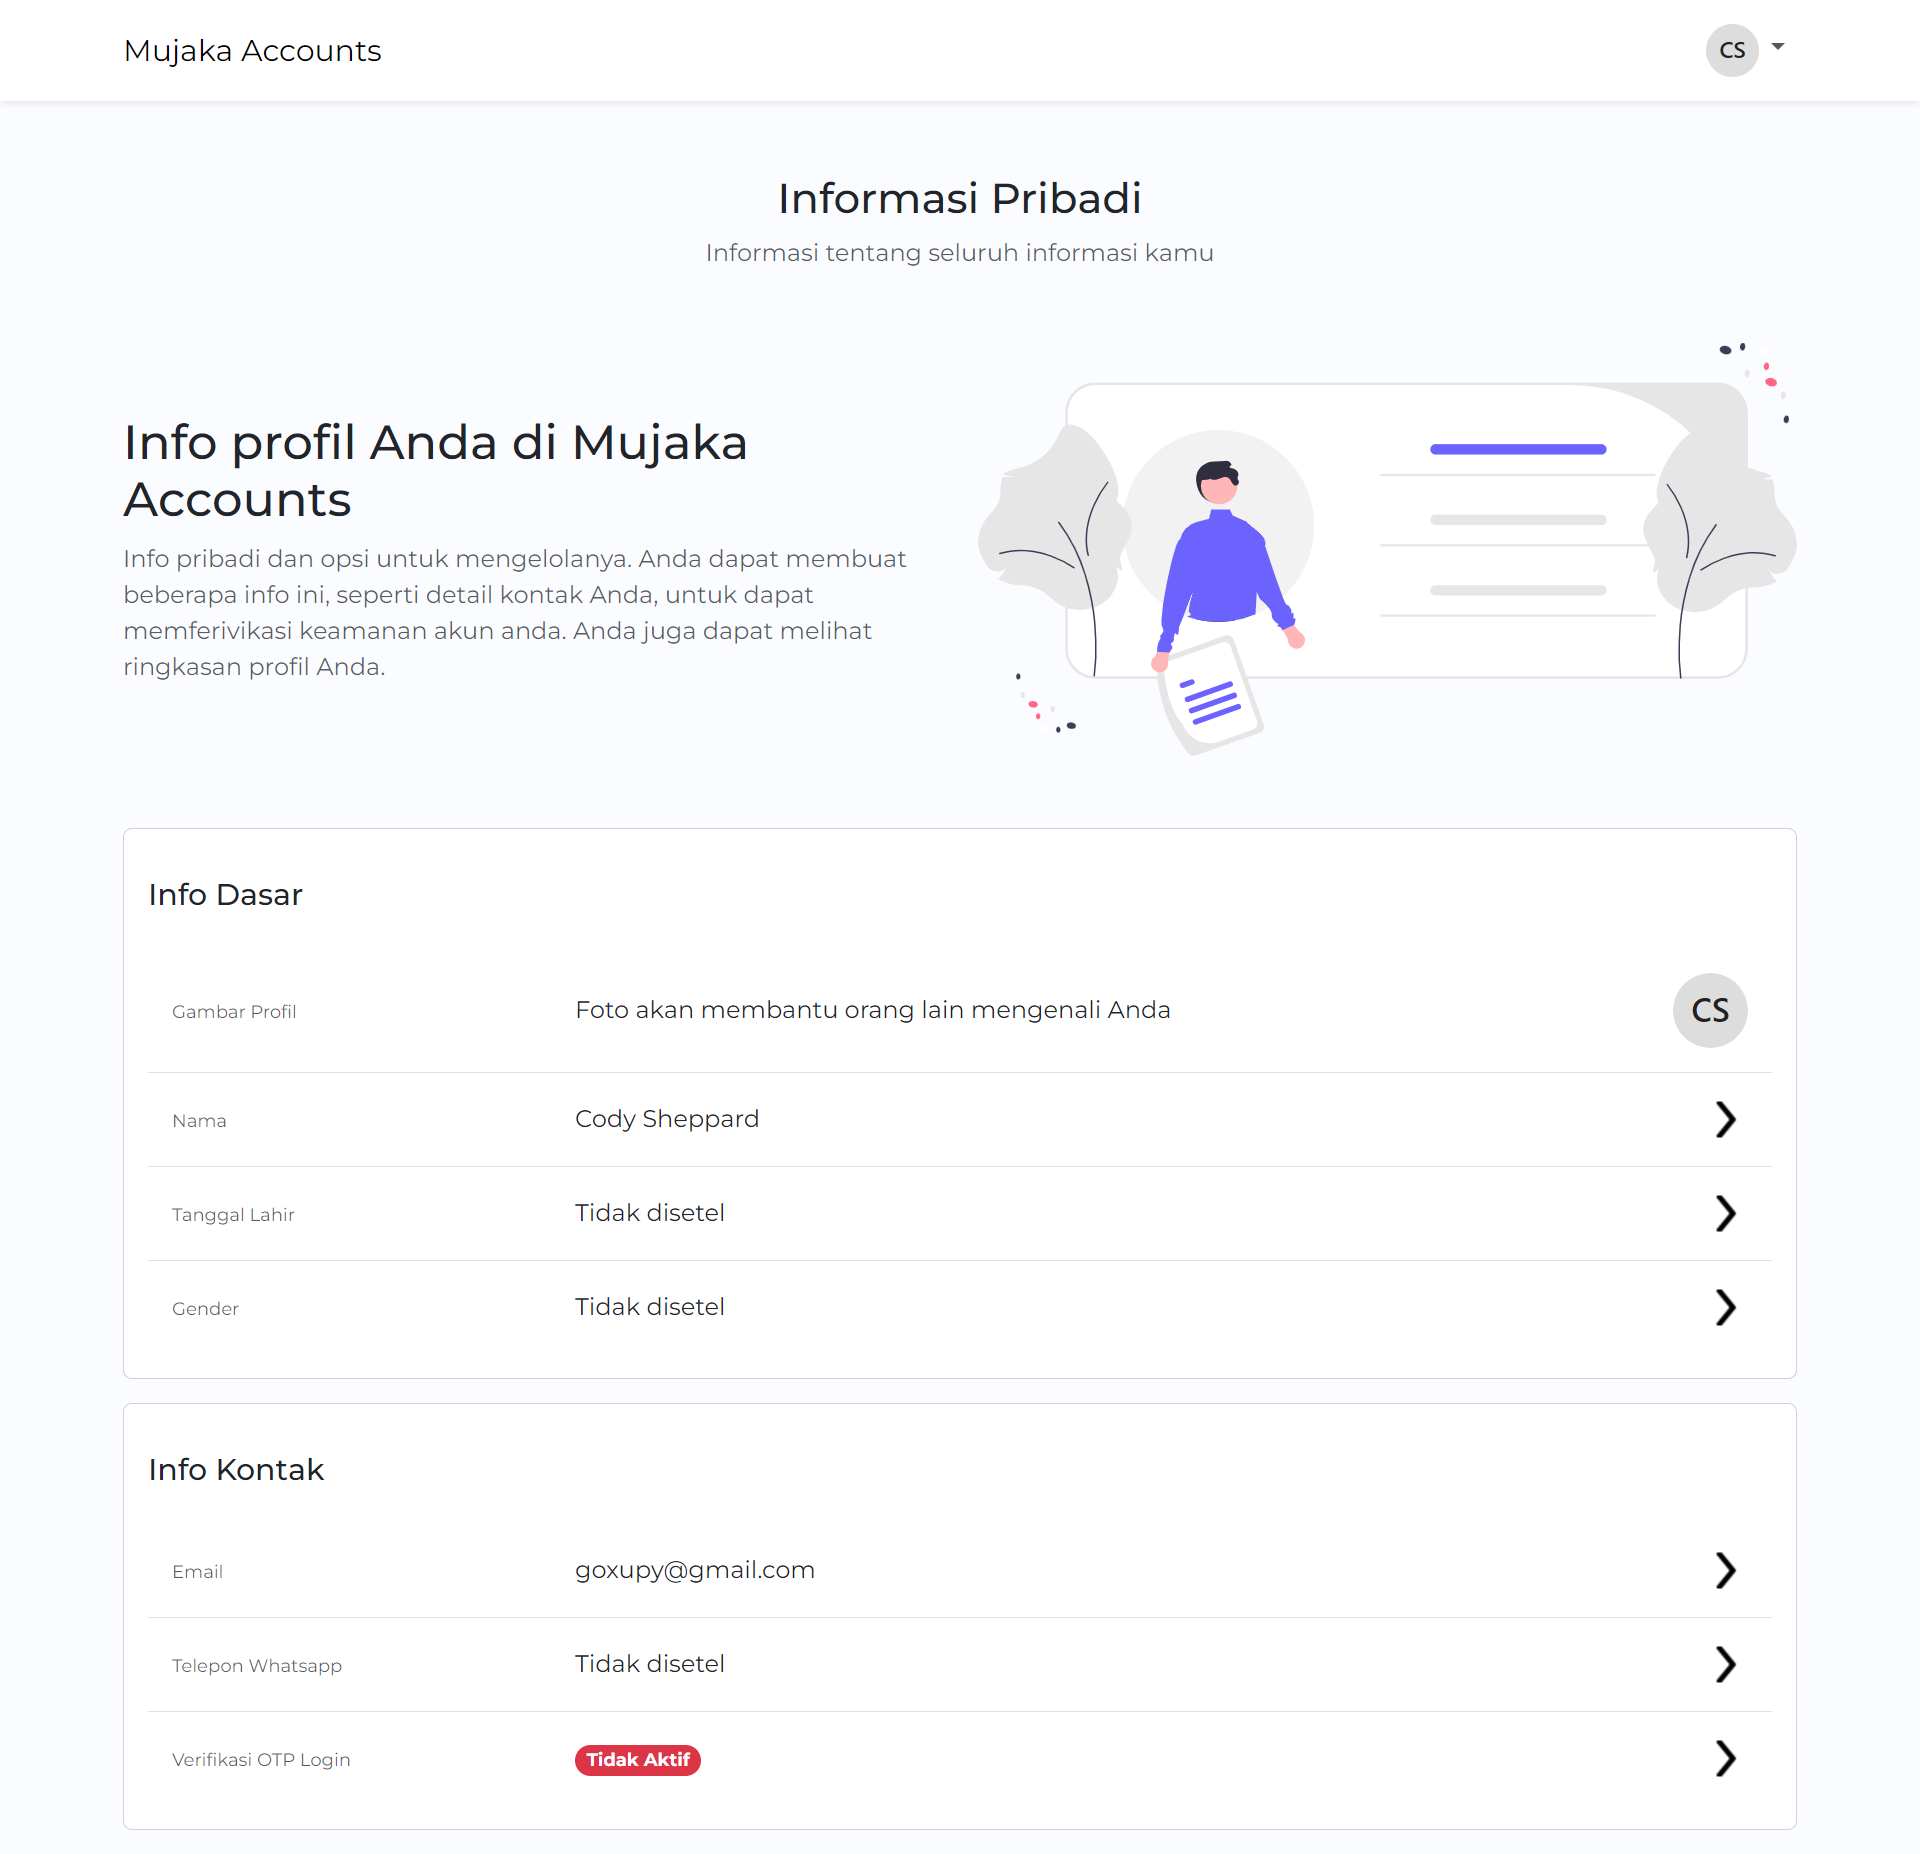 Mujaka Accounts
CS
Informasi Pribadi
Informasi tentang seluruh informasi kamu
Info profil Anda di Mujaka
Accounts
Info pribadi dan opsi untuk mengelolanya. Anda dapat membuat
beberapa info ini, seperti detail kontak Anda, untuk dapat
memferivikasi keamanan akun anda. Anda juga dapat melihat
ringkasan profil Anda.
Info Dasar
Gambar Profil
Foto akan membantu orang lain mengenali Anda
CS
Nama
Cody Sheppard
Tanggal Lahir
Tidak disetel
Gender
Tidak disetel
Info Kontak
Email
goxupy@gmail.com
Telepon Whatsapp
Tidak disetel
Verifikasi OTP Login
Tidak Aktif